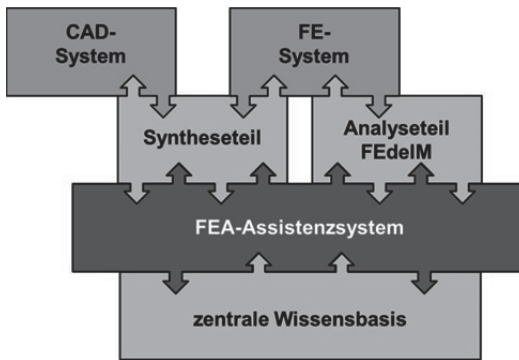 CAD-
System
FE-
System
Syntheseteil
Analyseteil
FEdelM
FEA-Assistenzsystem
zentrale Wissensbasis